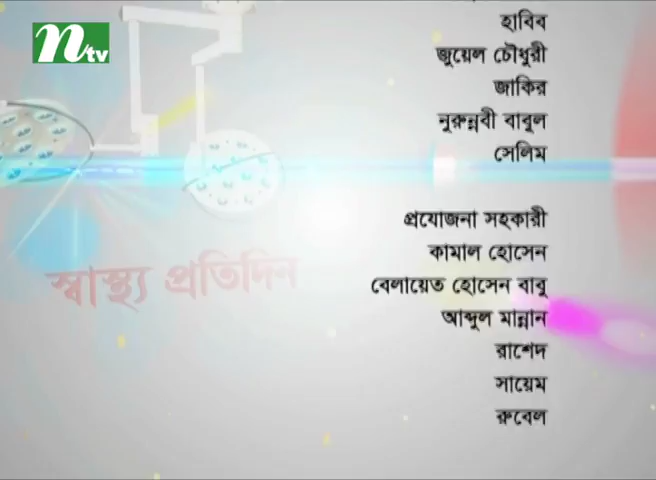 ntv
হাবিব
জুয়েল চৌধুরী
জাকির
নুরুন্নবী বাবুল
সেলিম
প্রযোজনা সহকারী
কামাল হোসেন
বেলায়েত হোসেন বাবু
আব্দুল মান্নান
রাশেদ
সায়েম
রুবেল
স্বাস্থ্য প্রতিদিন